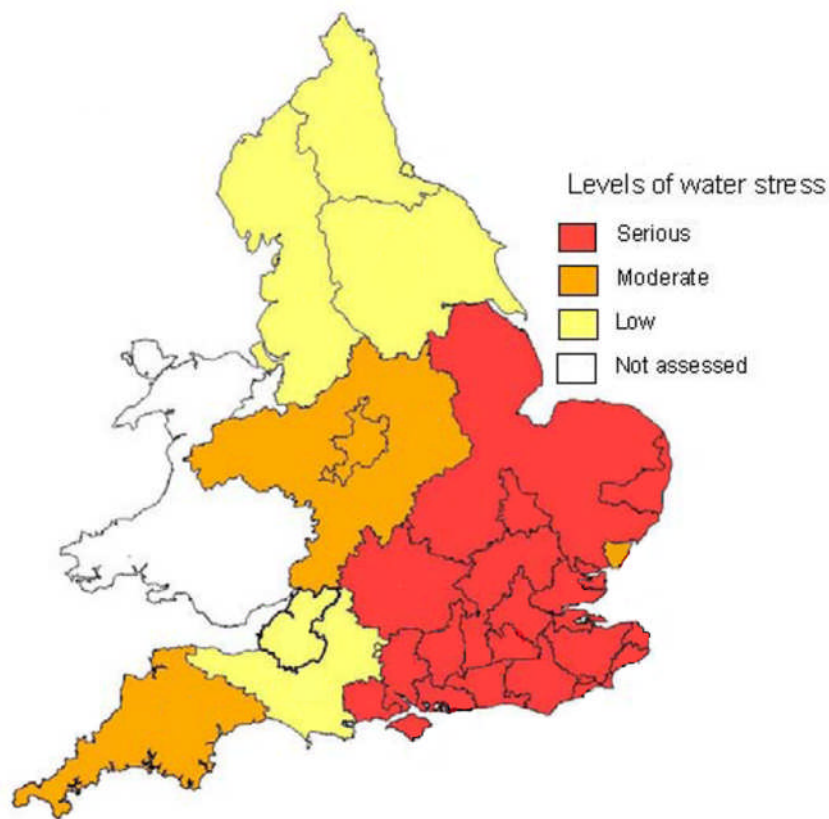 Levels of water stress
Serious
Moderate
Low
Not assessed